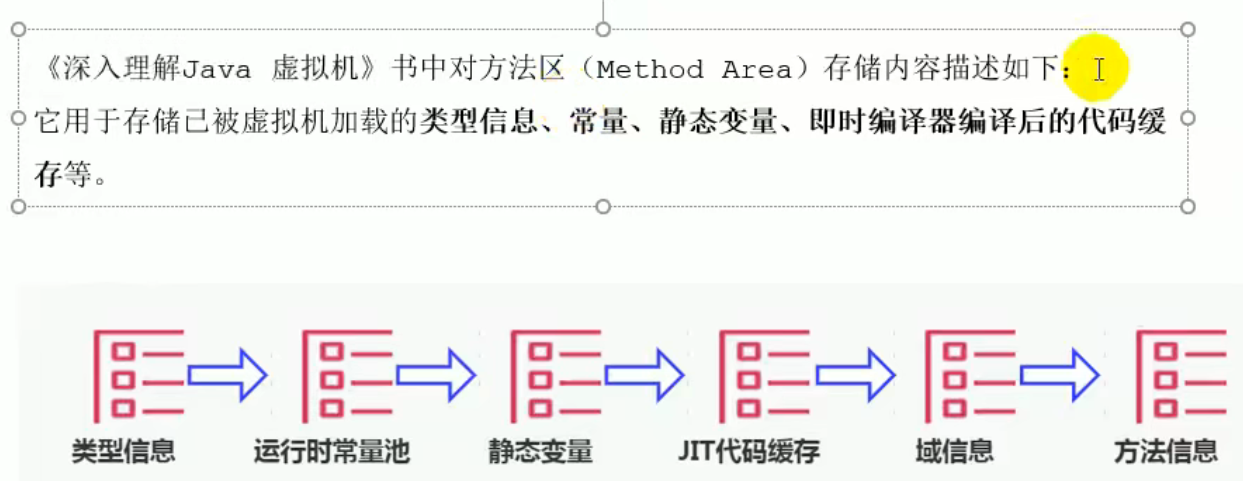 《深入理解Java 虚拟机》书中对方法区（Method Area）存储内容描述如下：
它用于存储已被虚拟机加载的类型信息、常量、静态变量、即时编译器编译后的代码缓
存等。
类型信息
运行时常量池
静态变量
JIT代码缓存
域信息
方法信息